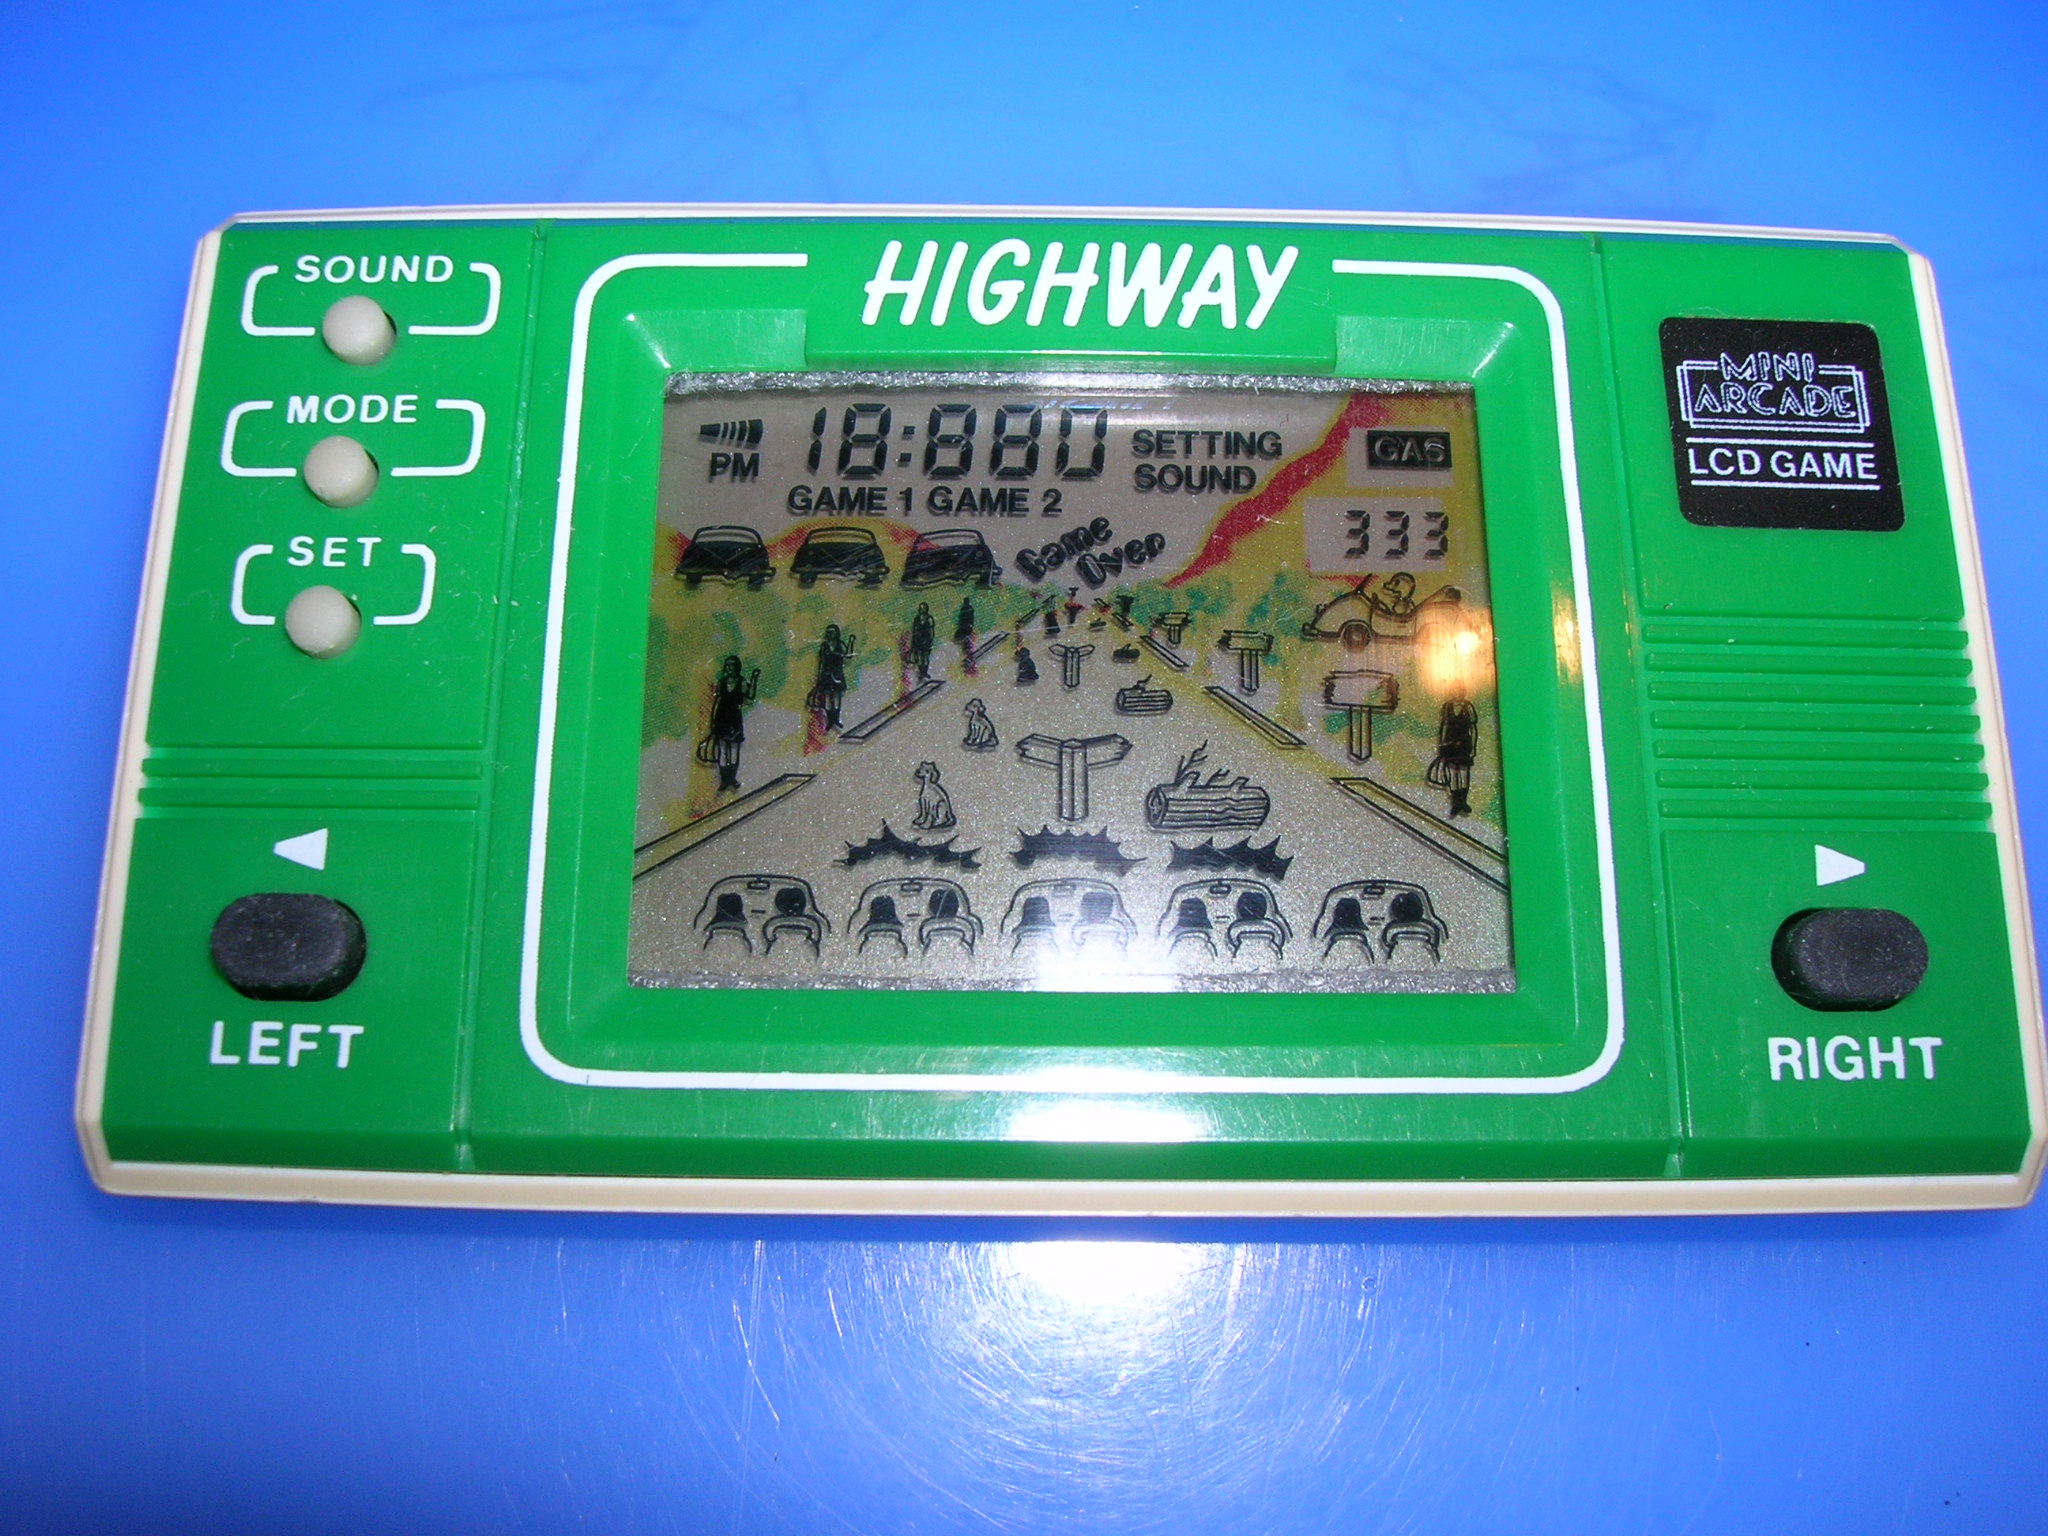 HIGHWAY
SOUND
MODE
SET
LEFT
PM
18:880
SETTING
SOUND
GAME 1 GAME 2
GAS
333
Game
Over
MINI
ARCADE
LCD GAME
RIGHT